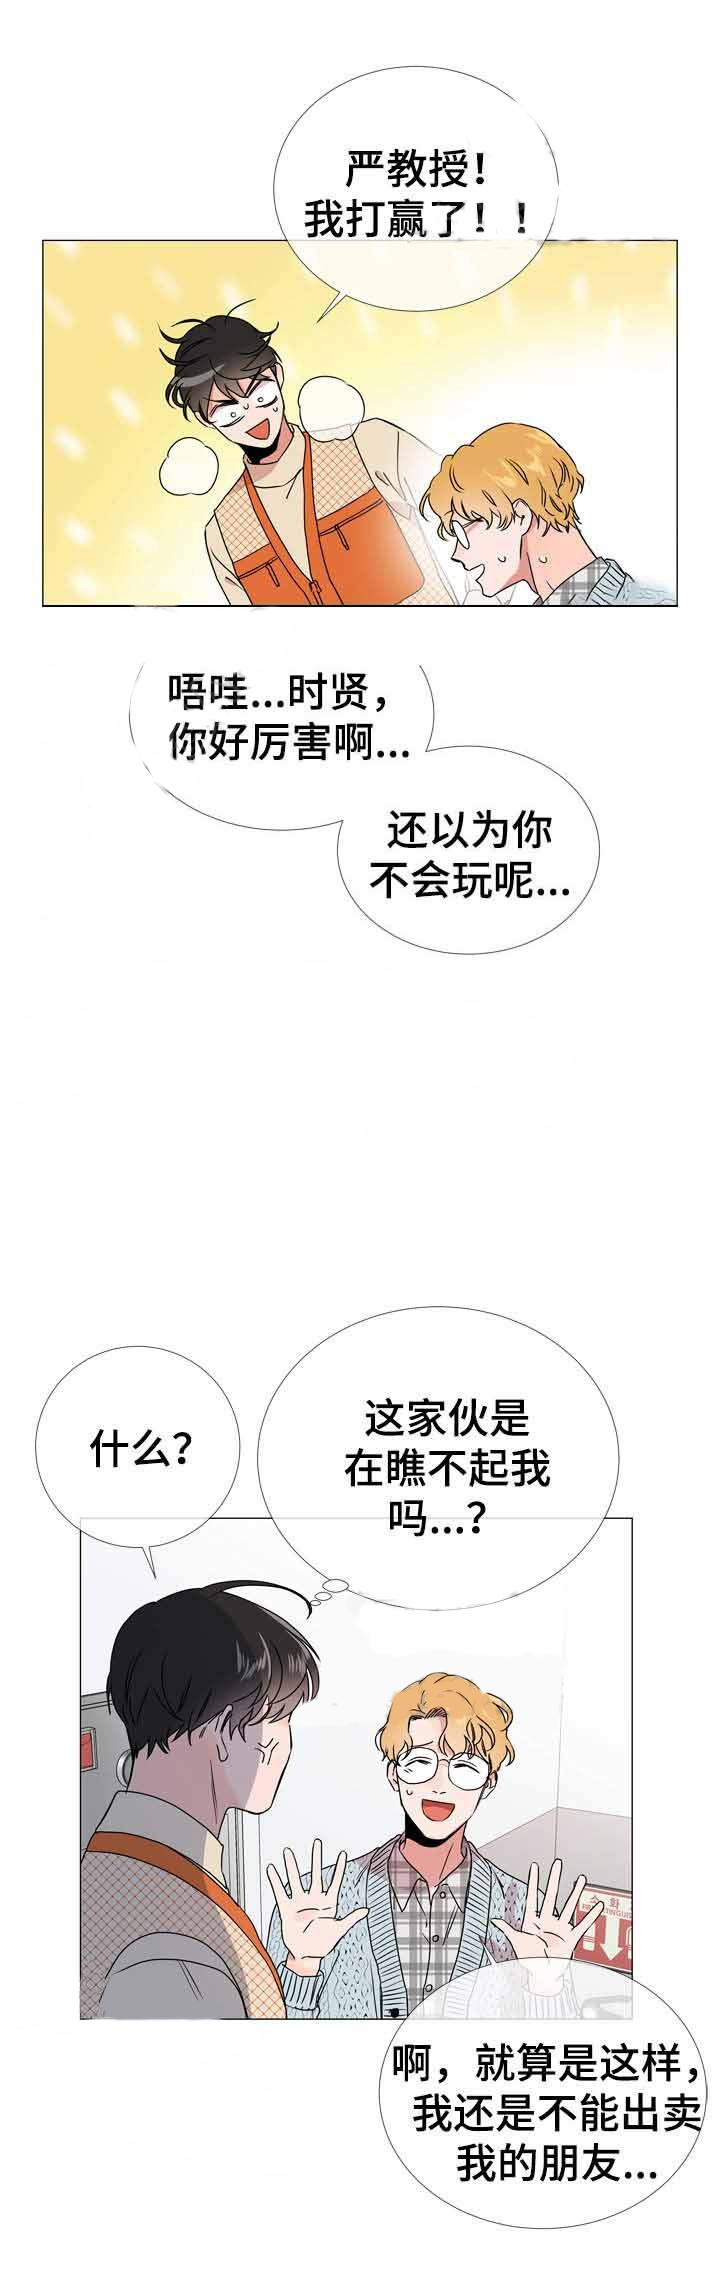 严教授！
我打赢了！！
唔哇...时贤，
你好厉害啊...
还以为你
不会玩呢...
什么？
这家伙是
在瞧不起我
吗...？
소화
啊，就算是这样，
我还是不能出卖
我的朋友...